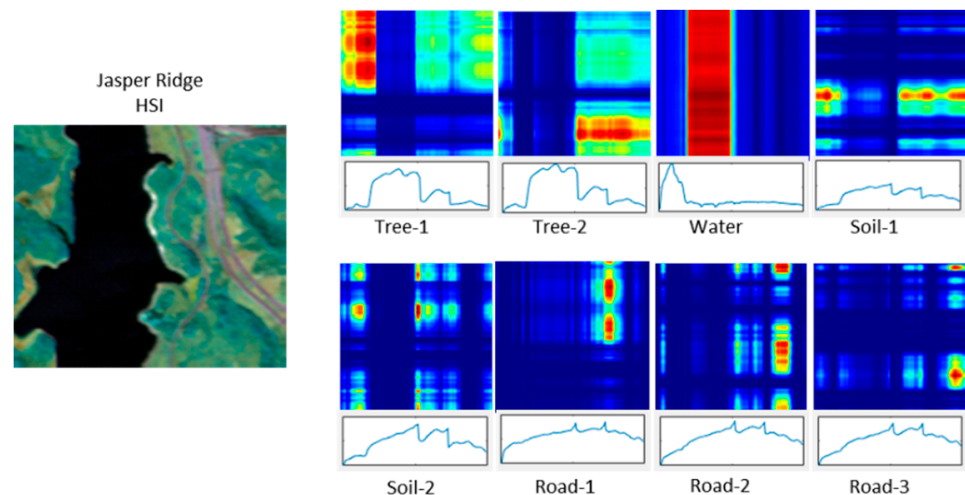 Jasper Ridge
HSI
Tree-1
Tree-2
Water
Soil-1
Soil-2
Road-1
Road-2
Road-3